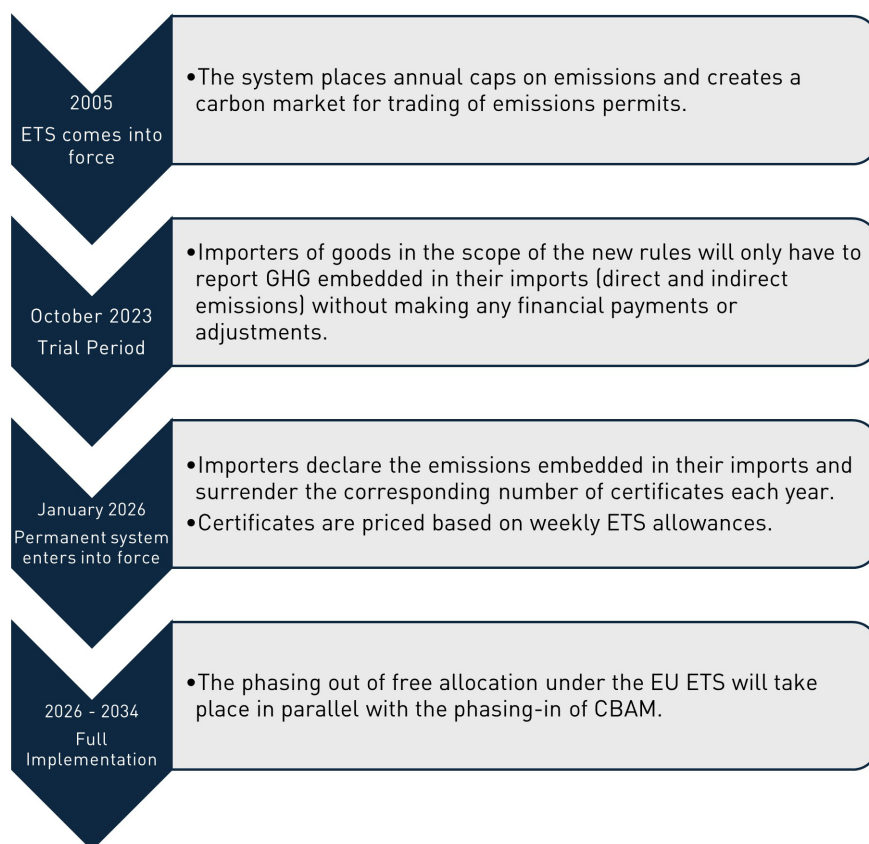 2005
ETS comes into
force
•The system places annual caps on emissions and creates a
carbon market for trading of emissions permits.
October 2023
Trial Period
•Importers of goods in the scope of the new rules will only have to
report GHG embedded in their imports (direct and indirect
emissions) without making any financial payments or
adjustments.
January 2026
Permanent system
enters into force
•Importers declare the emissions embedded in their imports and
surrender the corresponding number of certificates each year.
•Certificates are priced based on weekly ETS allowances.
2026 - 2034
Full
Implementation
•The phasing out of free allocation under the EU ETS will take
place in parallel with the phasing-in of CBAM.